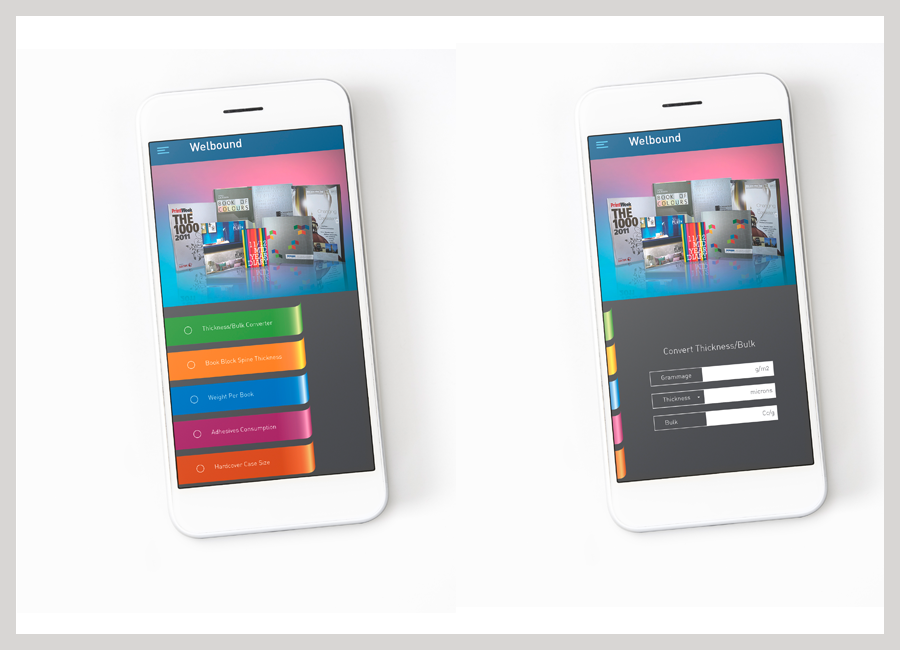 Welbound
PrintWeek
THE
1000
2011
BOOK OF
COLOURS
FLASH
Thickness/Bulk Converter
Book Block Spine Thickness
Weight Per Book
Adhesives Consumption
Hardcover Case Size
Welbound
PrintWeek
THE
1000
2011
BOOK OF
COLOURS
Convert Thickness/Bulk
Grammage g/m2
Thickness microns
Bulk Cc/g